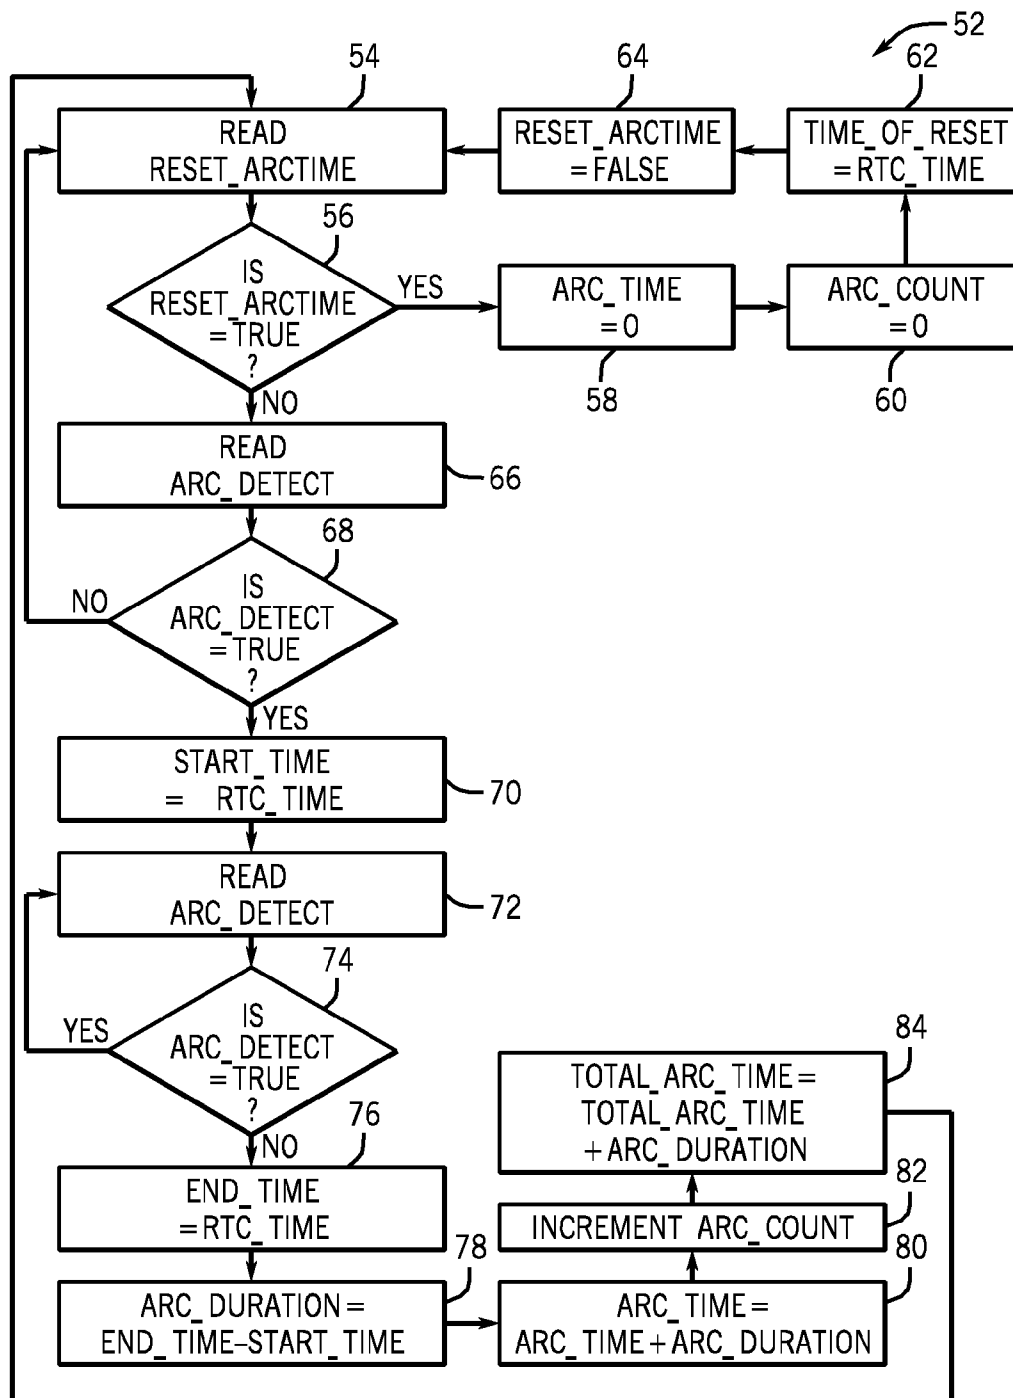 52
54
READ
RESET_ARCTIME
64
RESET_ARCTIME
=FALSE
62
TIME_OF_RESET
=RTC_TIME
56
IS
RESET_ARCTIME
=TRUE
?
YES
ARC_TIME
=0
58
ARC_COUNT
=0
60
NO
READ
ARC_DETECT
66
68
IS
ARC_DETECT
=TRUE
?
NO
YES
START_TIME
= RTC_TIME
70
READ
ARC_DETECT
72
74
IS
ARC_DETECT
=TRUE
?
YES
NO
76
END_TIME
=RTC_TIME
78
ARC_DURATION=
END_TIME–START_TIME
80
ARC_TIME=
ARC_TIME+ARC_DURATION
82
INCREMENT ARC_COUNT
84
TOTAL_ARC_TIME=
TOTAL_ARC_TIME
+ARC_DURATION